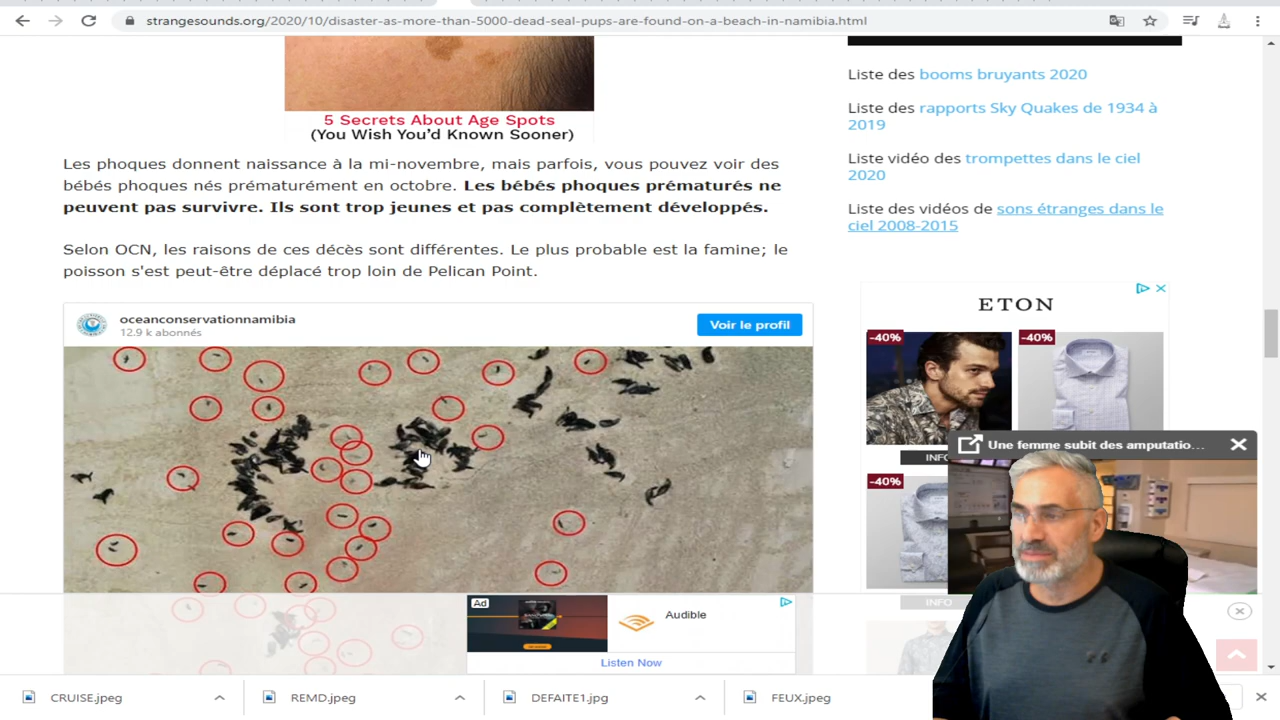 strangesounds.org/2020/10/disaster-as-more-than-5000-dead-seal-pups-are-found-on-a-beach-in-namibia.html
5 Secrets About Age Spots
(You Wish You'd Known Sooner)
Les phoques donnent naissance à la mi-novembre, mais parfois, vous pouvez voir des
bébés phoques nés prématurément en octobre. Les bébés phoques prématurés ne
peuvent pas survivre. Ils sont trop jeunes et pas complètement développés.
Selon OCN, les raisons de ces décès sont différentes. Le plus probable est la famine; le
poisson s'est peut-être déplacé trop loin de Pelican Point.
oceanconservationnamibia
12.9 k abonnés
Voir le profil
Liste des booms bruyants 2020
Liste des rapports Sky Quakes de 1934 à
2019
Liste vidéo des trompettes dans le ciel
2020
Liste des vidéos de sons étranges dans le
ciel 2008-2015
ETON
-40%
-40%
INFO
Une femme subit des amputatio...
-40%
INFO
Ad
Audible
Listen Now
CRUISE.jpeg
REMD.jpeg
DEFAITE1.jpg
FEUX.jpeg